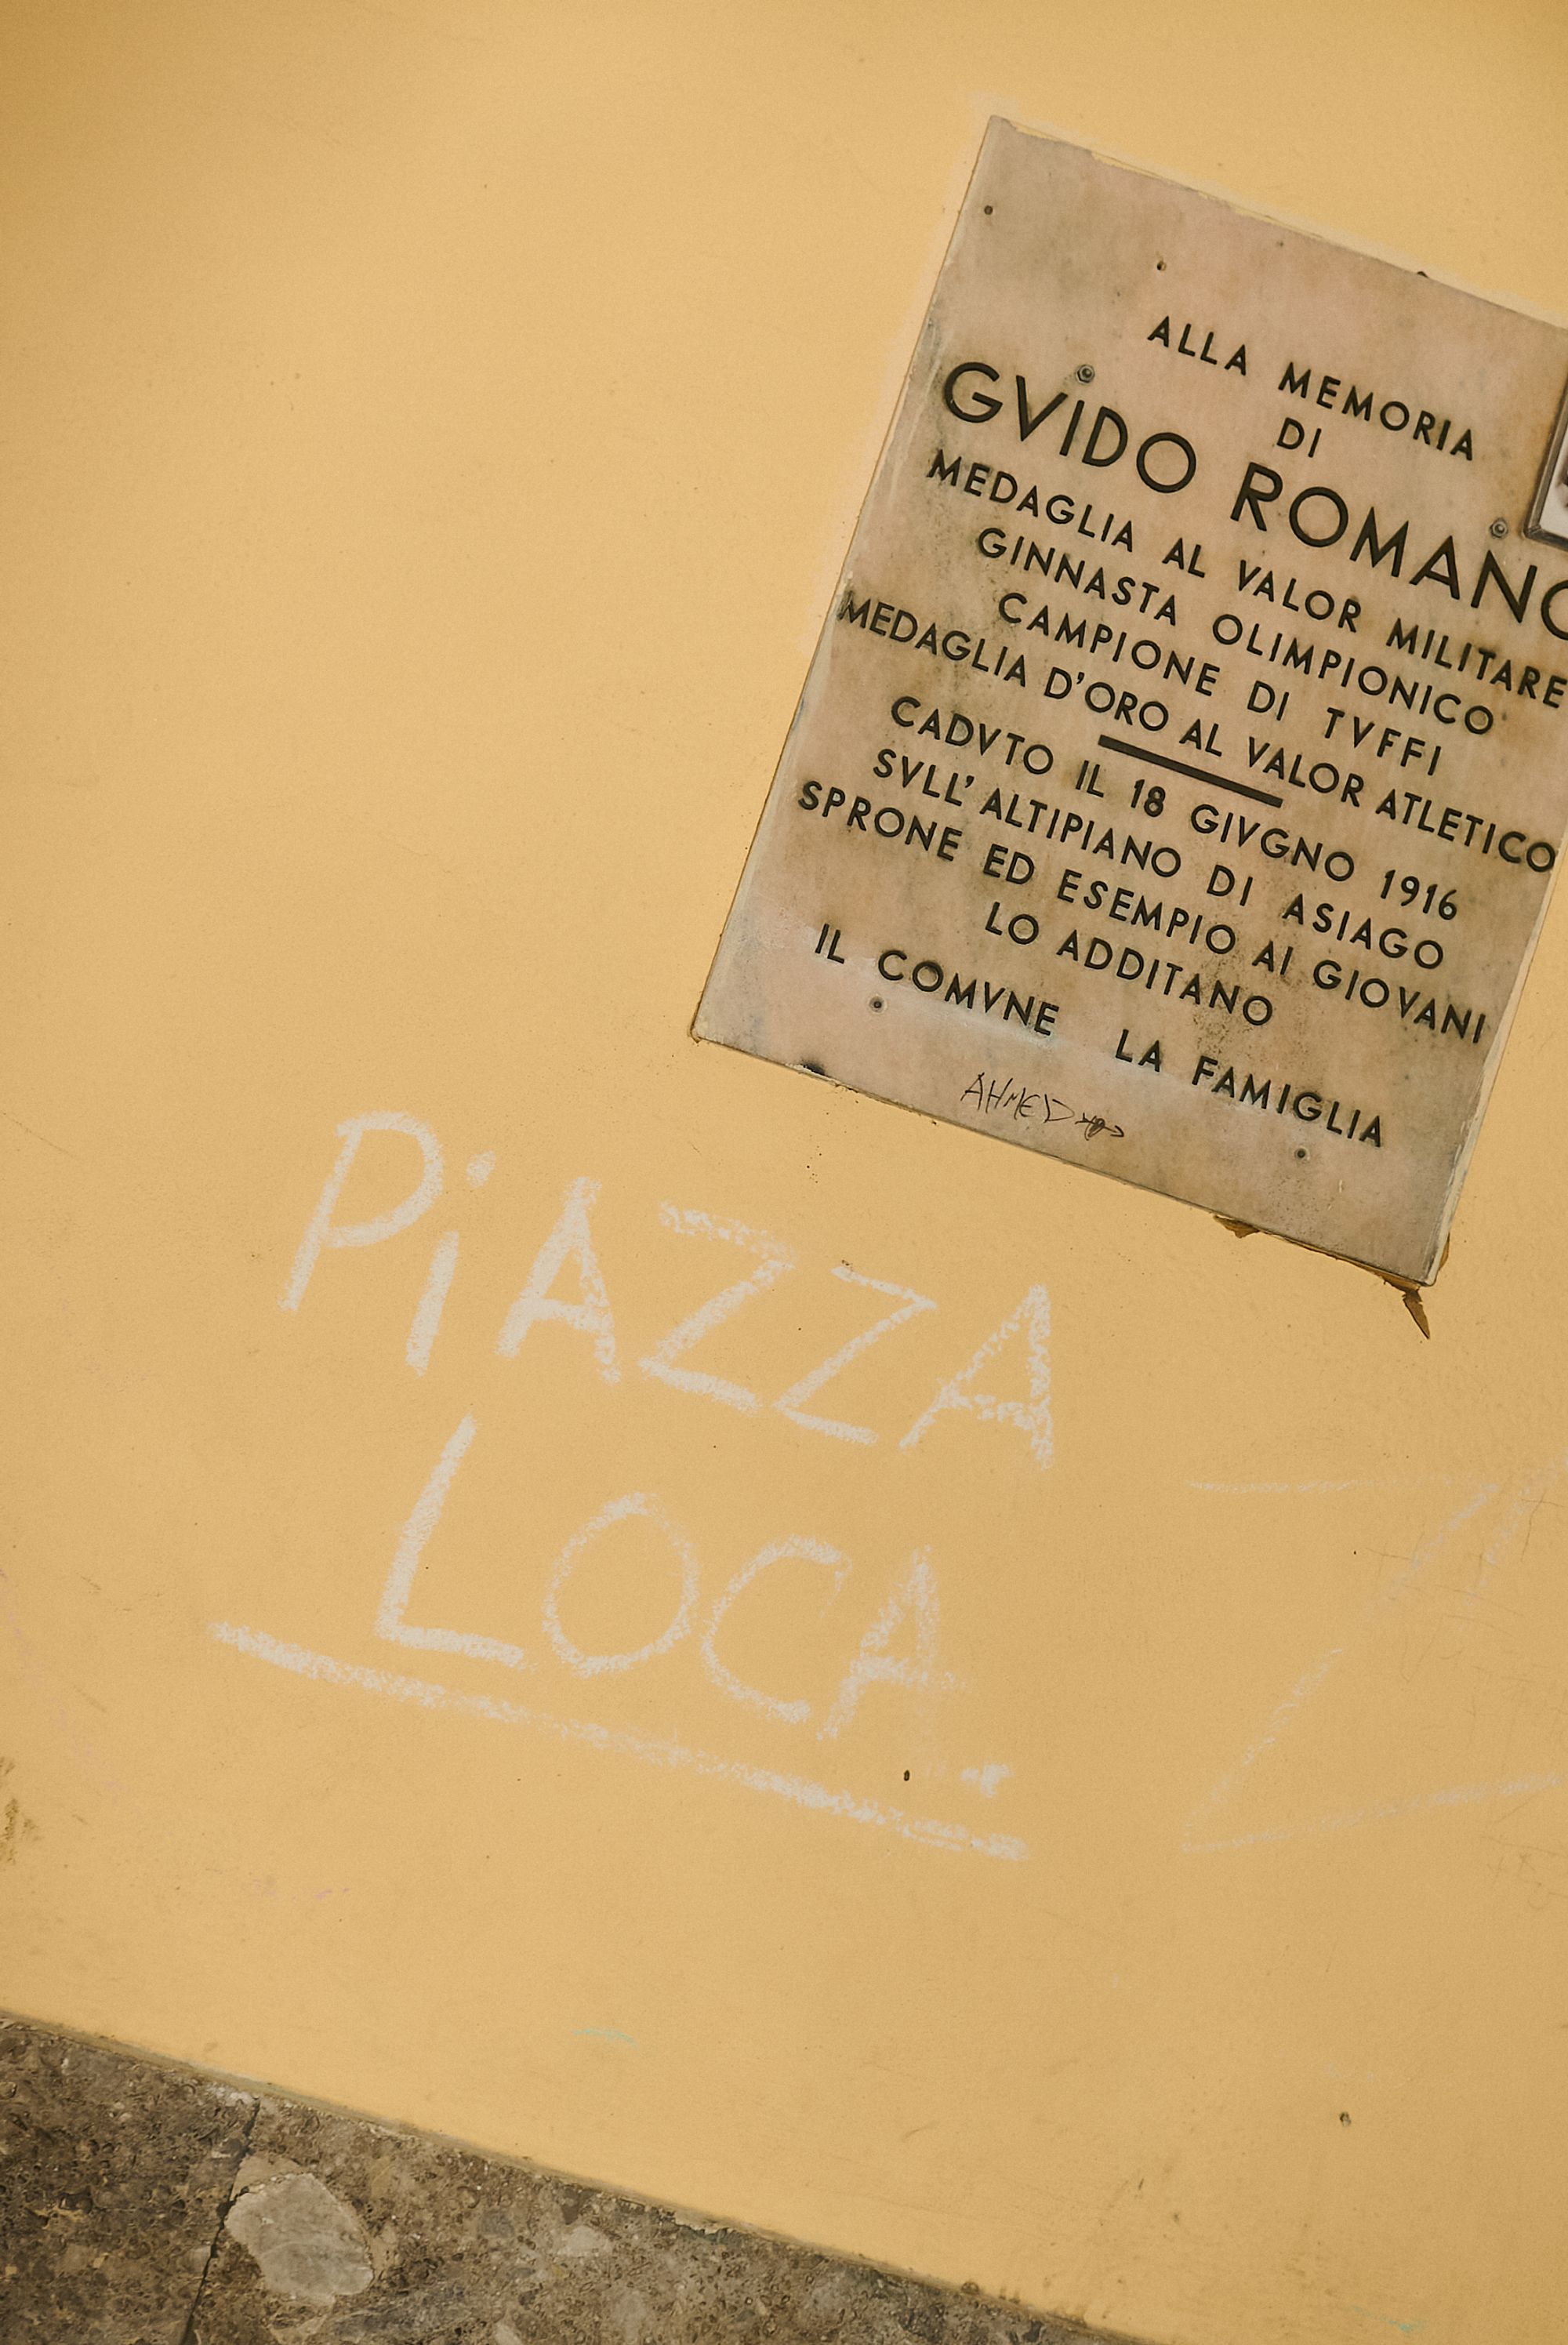 ALLA MEMORIA
DI
GVIDO ROMANO
MEDAGLIA AL VALOR MILITARE
GINNASTA OLIMPIONICO
CAMPIONE DI TVFFI
MEDAGLIA D'ORO AL VALOR ATLETICO
CADVTO IL 18 GIVGNO 1916
SVLL' ALTIPIANO DI ASIAGO
SPRONE ED ESEMPIO AI GIOVANI
LO ADDITANO
IL COMVNE LA FAMIGLIA
AHMED
PiAZZA
LOCA